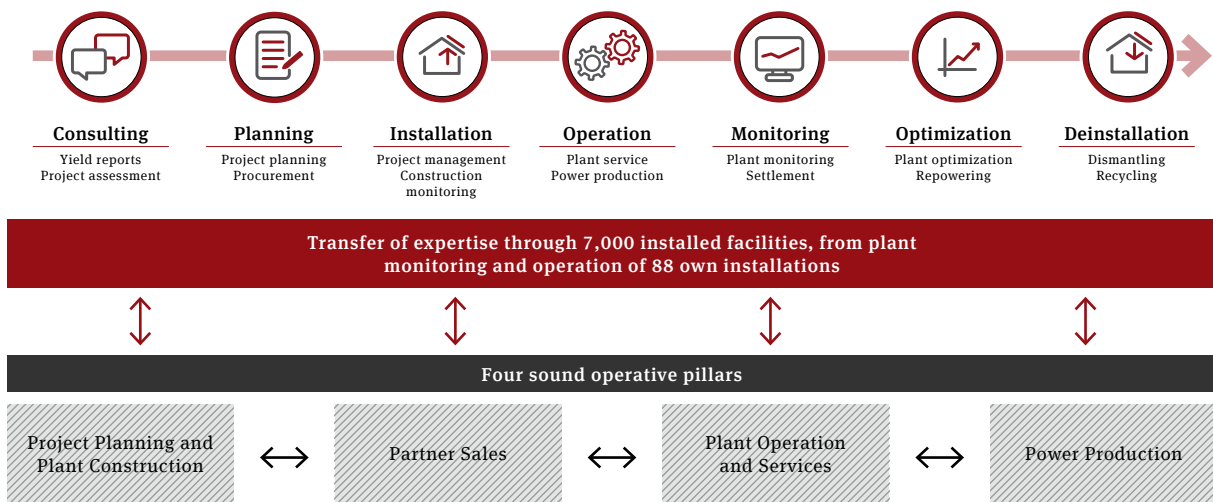 Consulting
Yield reports
Project assessment
Planning
Project planning
Procurement
Installation
Project management
Construction
monitoring
Operation
Plant service
Power production
Monitoring
Plant monitoring
Settlement
Optimization
Plant optimization
Repowering
Deinstallation
Dismantling
Recycling
Transfer of expertise through 7,000 installed facilities, from plant
monitoring and operation of 88 own installations
Four sound operative pillars
Project Planning and
Plant Construction
Partner Sales
Plant Operation
and Services
Power Production